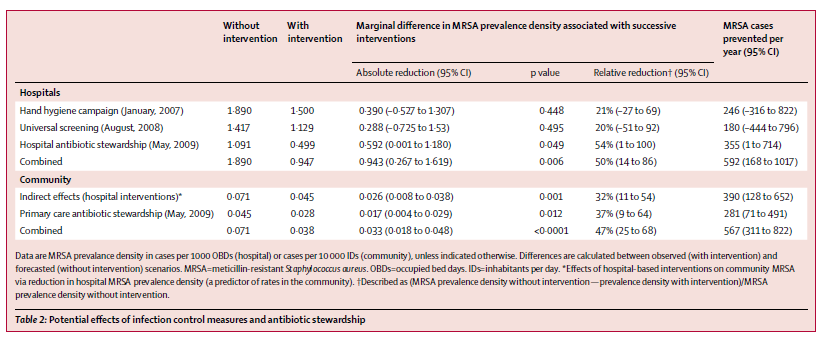 Without intervention With intervention Marginal difference in MRSA prevalence density associated with successive interventions MRSA cases prevented per year (95% CI)
Absolute reduction (95% CI) p value Relative reduction† (95% CI)
Hospitals
Hand hygiene campaign (January, 2007) 1·890 1·500 0·390 (–0·527 to 1·307) 0·448 21% (–27 to 69) 246 (–316 to 822)
Universal screening (August, 2008) 1·417 1·129 0·288 (–0·725 to 1·53) 0·495 20% (–51 to 92) 180 (–444 to 796)
Hospital antibiotic stewardship (May, 2009) 1·091 0·499 0·592 (0·001 to 1·180) 0·049 54% (1 to 100) 355 (1 to 714)
Combined 1·890 0·947 0·943 (0·267 to 1·619) 0·006 50% (14 to 86) 592 (168 to 1017)
Community
Indirect effects (hospital interventions)* 0·071 0·045 0·026 (0·008 to 0·038) 0·001 32% (11 to 54) 390 (128 to 652)
Primary care antibiotic stewardship (May, 2009) 0·045 0·028 0·017 (0·004 to 0·029) 0·012 37% (9 to 64) 281 (71 to 491)
Combined 0·071 0·038 0·033 (0·018 to 0·048) <0·0001 47% (25 to 68) 567 (311 to 822)
Data are MRSA prevalance density in cases per 1000 OBDs (hospital) or cases per 10 000 IDs (community), unless indicated otherwise. Differences are calculated between observed (with intervention) and
forecasted (without intervention) scenarios. MRSA=meticillin-resistant Staphylococcus aureus. OBDs=occupied bed days. IDs=inhabitants per day. *Effects of hospital-based interventions on community MRSA
via reduction in hospital MRSA prevalence density (a predictor of rates in the community). †Described as (MRSA prevalence density without intervention—prevalence density with intervention)/MRSA
prevalence density without intervention.
Table 2: Potential effects of infection control measures and antibiotic stewardship